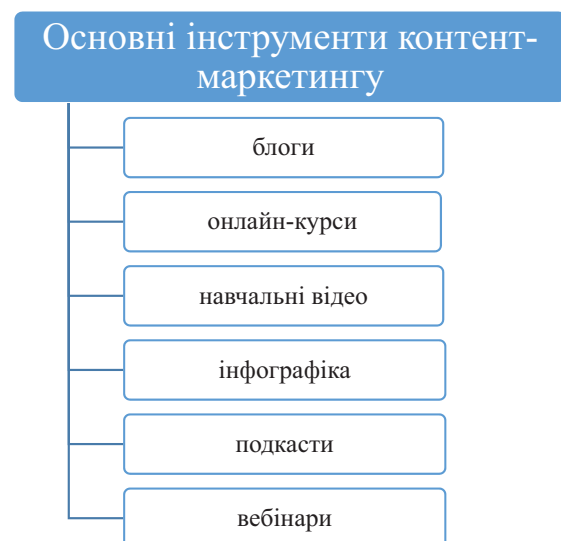 Основні інструменти контент-
маркетингу
блоги
онлайн-курси
навчальні відео
інфографіка
подкасти
вебінари